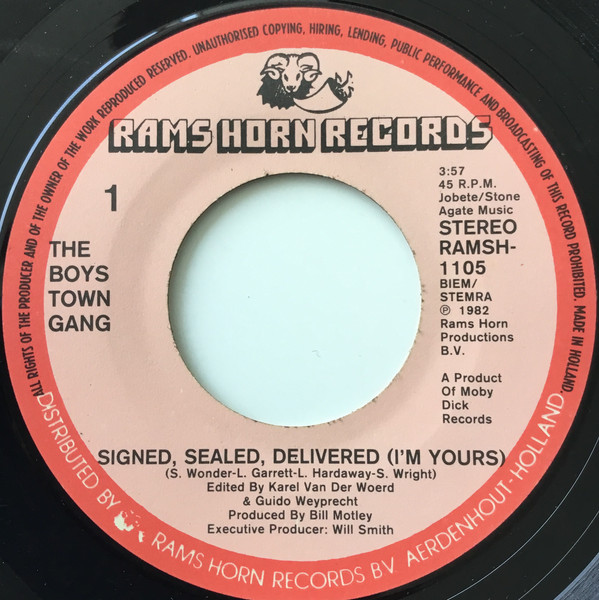 ALL RIGHTS OF THE PRODUCER AND OF THE OWNER OF THE WORK REPRODUCED RESERVED. UNAUTHORISED COPYING, HIRING, LENDING, PUBLIC PERFORMANCE AND BROADCASTING OF THIS RECORD PROHIBITED. MADE IN HOLLAND
RAMS HORN RECORDS
1
THE
BOYS
TOWN
GANG
3:57
45 R.P.M.
Jobete/Stone
Agate Music
STEREO
RAMSH-
1105
BIEM/
STEMRA
℗ 1982
Rams Horn
Productions
B.V.
A Product
Of Moby
Dick
Records
SIGNED, SEALED, DELIVERED (I'M YOURS)
(S. Wonder-L. Garrett-L. Hardaway-S. Wright)
Edited By Karel Van Der Woerd
& Guido Weyprecht
Produced By Bill Motley
Executive Producer: Will Smith
DISTRIBUTED BY RAMS HORN RECORDS BV AERDENHOUT-HOLLAND